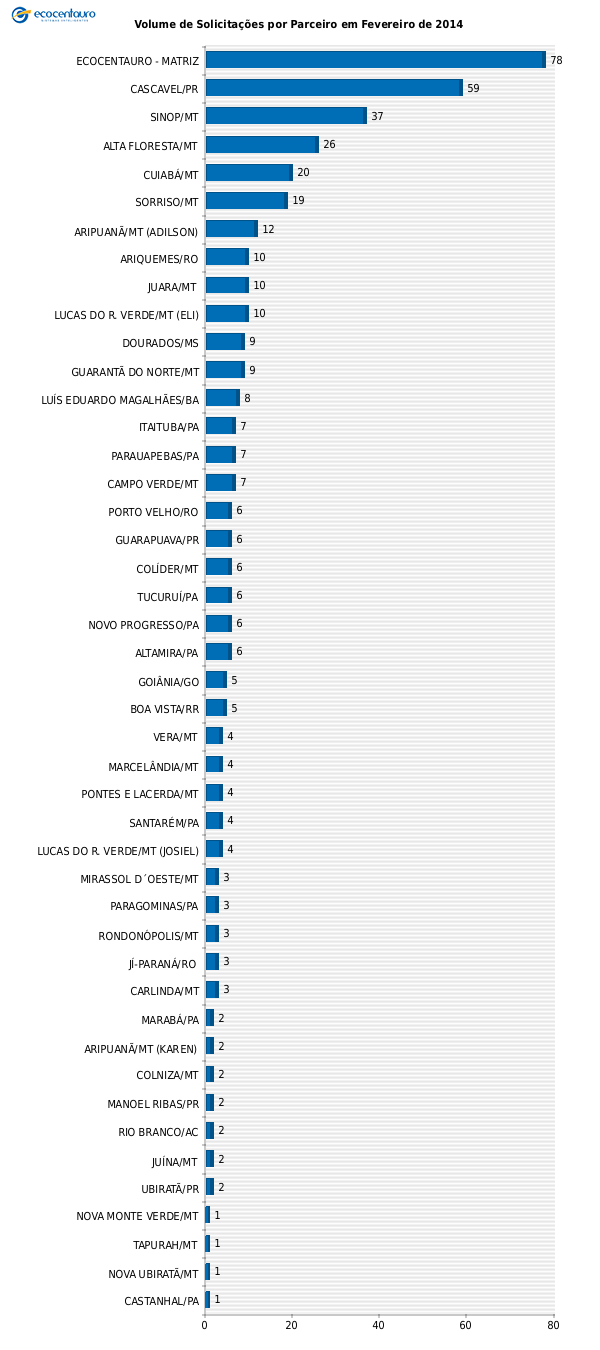 ecocentauro
Volume de Solicitações por Parceiro em Fevereiro de 2014
ECOCENTAURO - MATRIZ 78
CASCAVEL/PR 59
SINOP/MT 37
ALTA FLORESTA/MT 26
CUIABÁ/MT 20
SORRISO/MT 19
ARIPUANÃ/MT (ADILSON) 12
ARIQUEMES/RO 10
JUARA/MT 10
LUCAS DO R. VERDE/MT (ELI) 10
DOURADOS/MS 9
GUARANTÃ DO NORTE/MT 9
LUÍS EDUARDO MAGALHÃES/BA 8
ITAITUBA/PA 7
PARAUAPEBAS/PA 7
CAMPO VERDE/MT 7
PORTO VELHO/RO 6
GUARAPUAVA/PR 6
COLÍDER/MT 6
TUCURUÍ/PA 6
NOVO PROGRESSO/PA 6
ALTAMIRA/PA 6
GOIÂNIA/GO 5
BOA VISTA/RR 5
VERA/MT 4
MARCELÂNDIA/MT 4
PONTES E LACERDA/MT 4
SANTARÉM/PA 4
LUCAS DO R. VERDE/MT (JOSIEL) 4
MIRASSOL D´OESTE/MT 3
PARAGOMINAS/PA 3
RONDONÓPOLIS/MT 3
JÍ-PARANÁ/RO 3
CARLINDA/MT 3
MARABÁ/PA 2
ARIPUANÃ/MT (KAREN) 2
COLNIZA/MT 2
MANOEL RIBAS/PR 2
RIO BRANCO/AC 2
JUÍNA/MT 2
UBIRATÃ/PR 2
NOVA MONTE VERDE/MT 1
TAPURAH/MT 1
NOVA UBIRATÃ/MT 1
CASTANHAL/PA 1
0 20 40 60 80